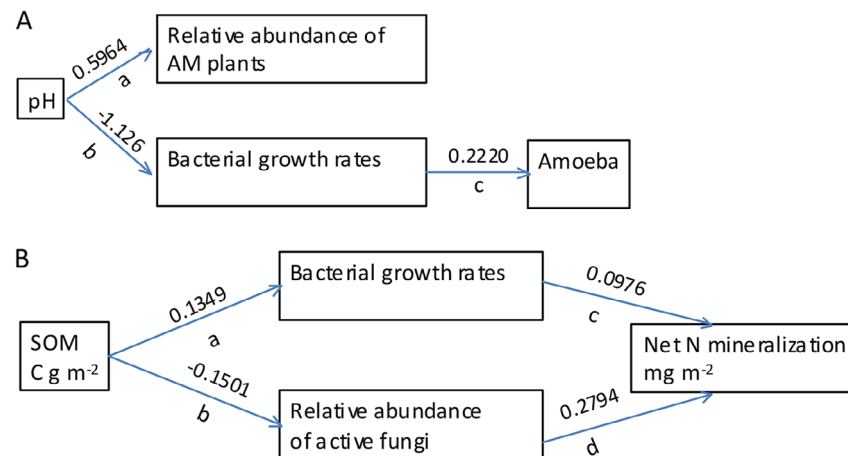 A
Relative abundance of
AM plants
0.5964
a
pH
-1.126
b
Bacterial growth rates
0.2220
c
Amoeba
B
Bacterial growth rates
0.1349
a
0.0976
c
SOM
C g m⁻²
Net N mineralization
mg m⁻²
-0.1501
b
Relative abundance
of active fungi
0.2794
d